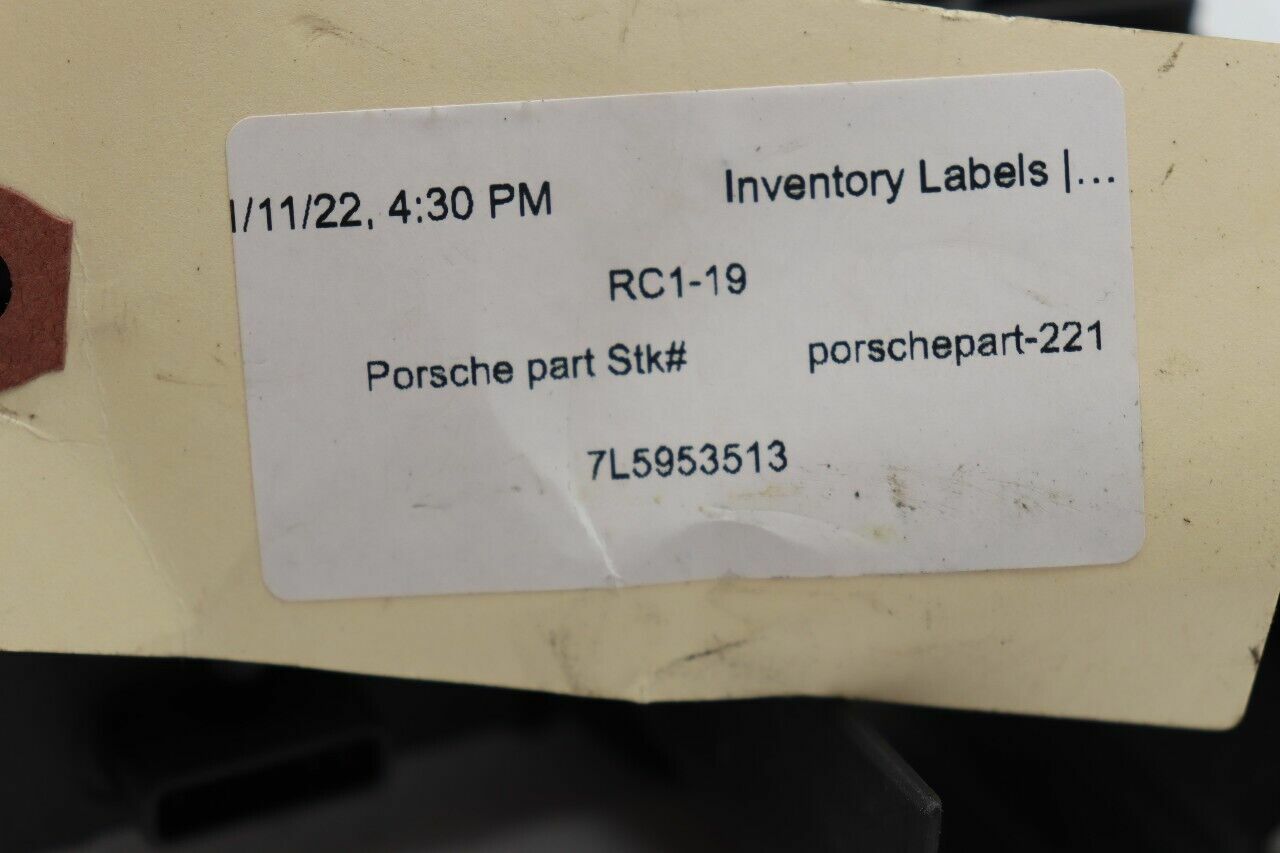 /11/22, 4:30 PM Inventory Labels |...
RC1-19
Porsche part Stk# porschepart-221
7L5953513